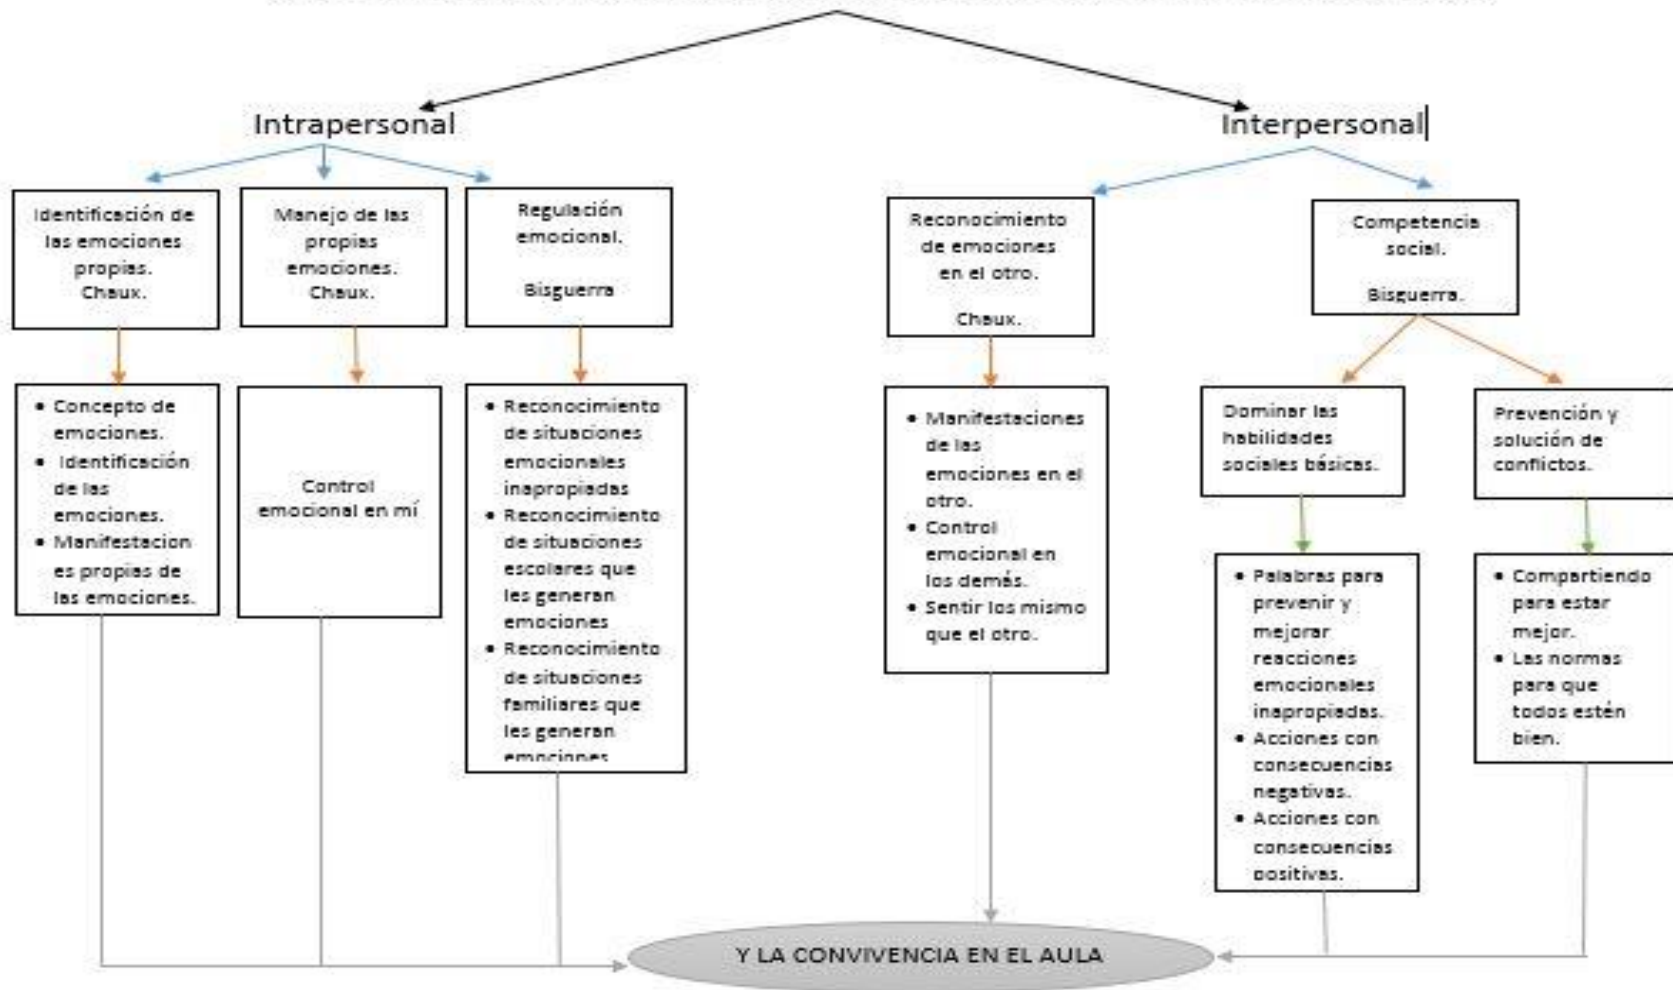 Intrapersonal
Interpersonal
Identificación de
las emociones
propias.
Chaux.
Manejo de las
propias
emociones.
Chaux.
Regulación
emocional.
Bisguerra
Reconocimiento
de emociones
en el otro.
Chaux.
Competencia
social.
Bisguerra.
• Concepto de
emociones.
• Identificación
de las
emociones.
• Manifestacion
es propias de
las emociones.
Control
emocional en mí
• Reconocimiento
de situaciones
emocionales
inapropiadas
• Reconocimiento
de situaciones
escolares que
les generan
emociones
• Reconocimiento
de situaciones
familiares que
les generan
emociones
• Manifestaciones
de las
emociones en el
otro.
• Control
emocional en
los demás.
• Sentir los mismo
que el otro.
Dominar las
habilidades
sociales básicas.
Prevención y
solución de
conflictos.
• Palabras para
prevenir y
mejorar
reacciones
emocionales
inapropiadas.
• Acciones con
consecuencias
negativas.
• Acciones con
consecuencias
positivas.
• Compartiendo
para estar
mejor.
• Las normas
para que
todos estén
bien.
Y LA CONVIVENCIA EN EL AULA